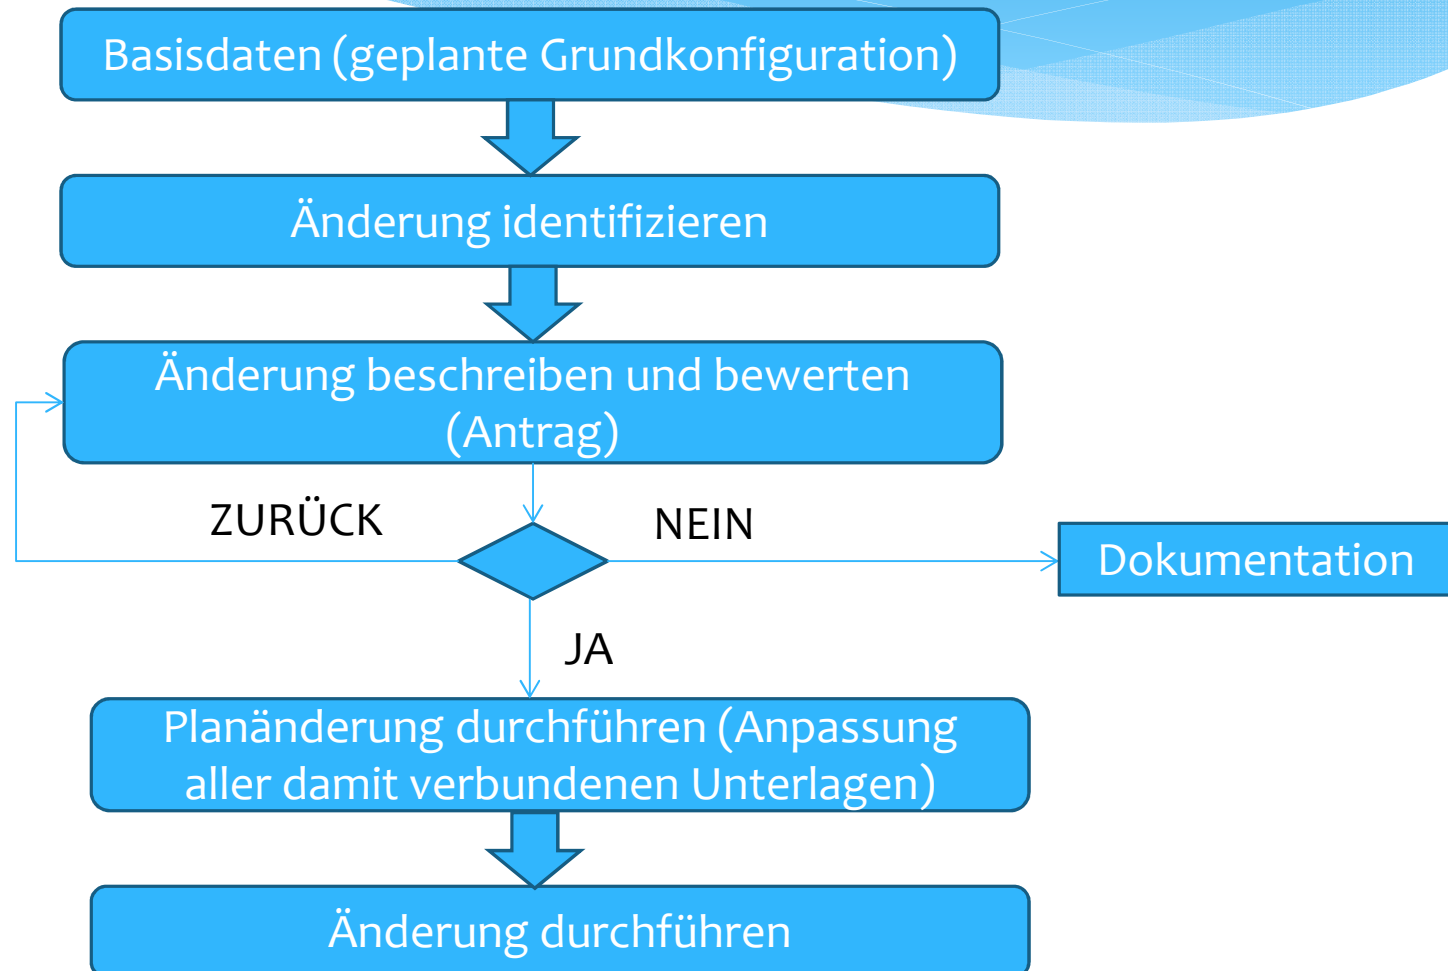 Basisdaten (geplante Grundkonfiguration)
Änderung identifizieren
Änderung beschreiben und bewerten
(Antrag)
ZURÜCK
NEIN
Dokumentation
JA
Planänderung durchführen (Anpassung
aller damit verbundenen Unterlagen)
Änderung durchführen